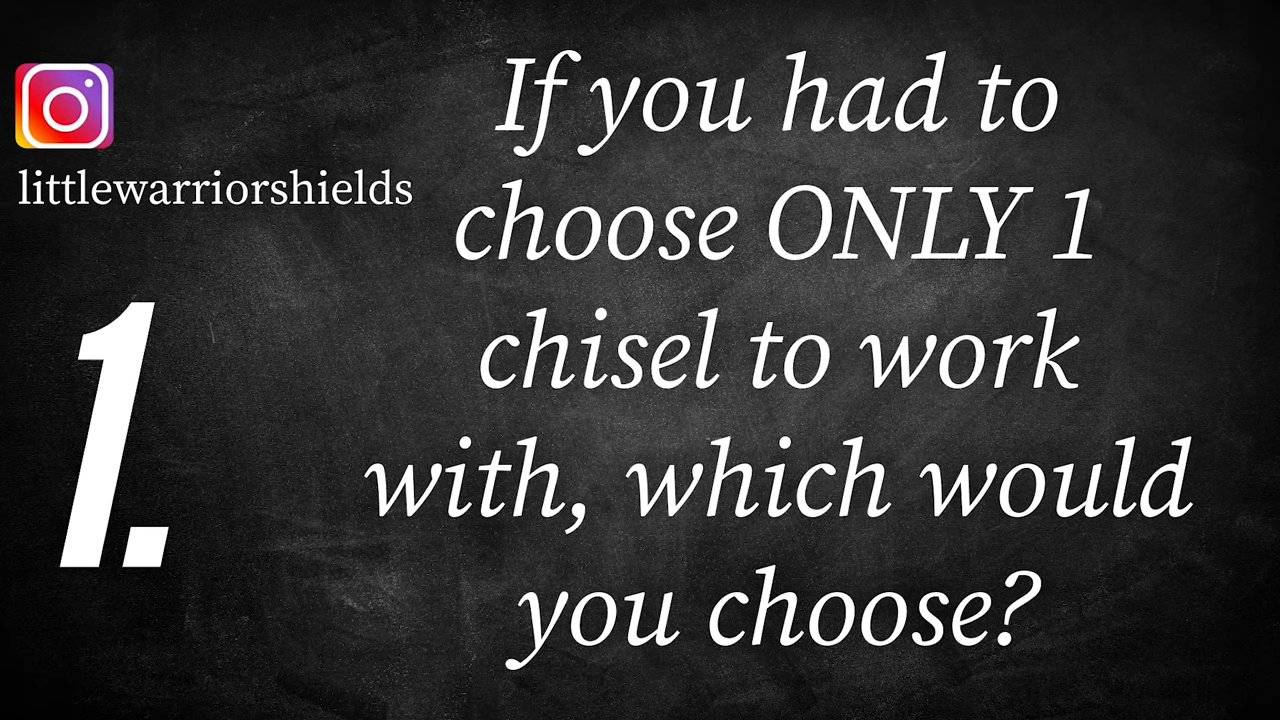 littlewarriorshields
1.
If you had to
choose ONLY 1
chisel to work
with, which would
you choose?